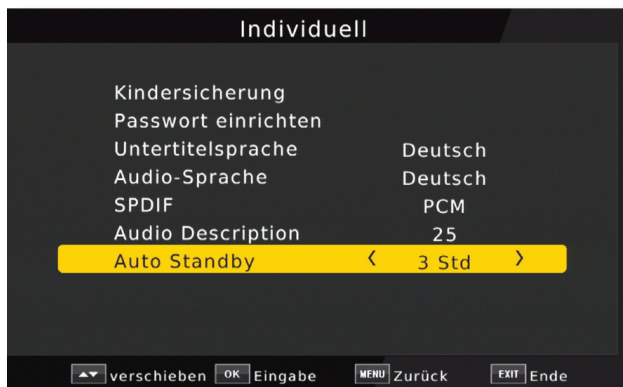 Individuell
Kindersicherung
Passwort einrichten
Untertitelsprache Deutsch
Audio-Sprache Deutsch
SPDIF PCM
Audio Description 25
Auto Standby < 3 Std >
▲▼ verschieben OK Eingabe MENU Zurück EXIT Ende